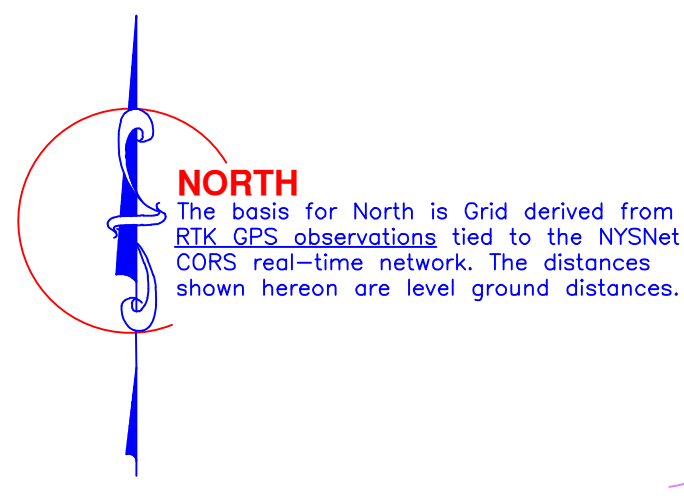 NORTH
The basis for North is Grid derived from
RTK GPS observations tied to the NYSNet
CORS real-time network. The distances
shown hereon are level ground distances.